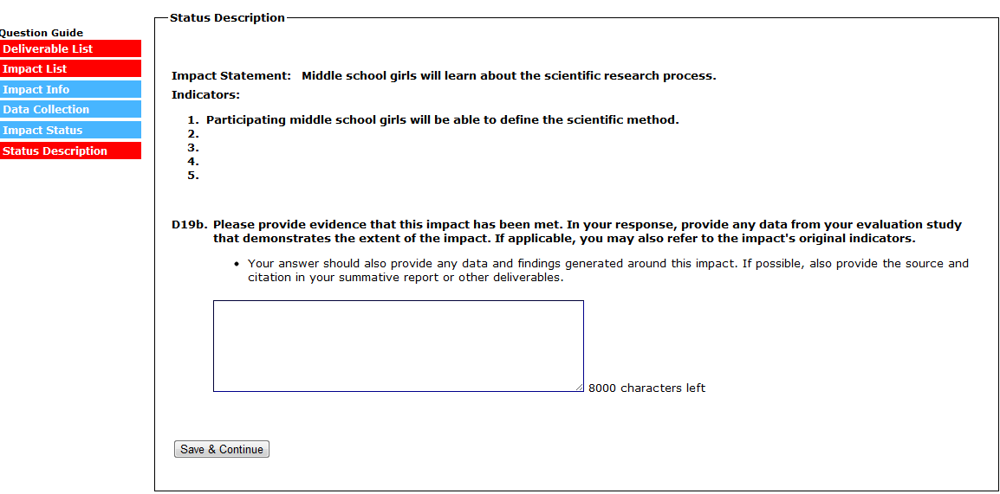 Question Guide
Deliverable List
Impact List
Impact Info
Data Collection
Impact Status
Status Description
Status Description
Impact Statement: Middle school girls will learn about the scientific research process.
Indicators:
1. Participating middle school girls will be able to define the scientific method.
2.
3.
4.
5.
D19b. Please provide evidence that this impact has been met. In your response, provide any data from your evaluation study
that demonstrates the extent of the impact. If applicable, you may also refer to the impact's original indicators.
• Your answer should also provide any data and findings generated around this impact. If possible, also provide the source and
citation in your summative report or other deliverables.
8000 characters left
Save & Continue